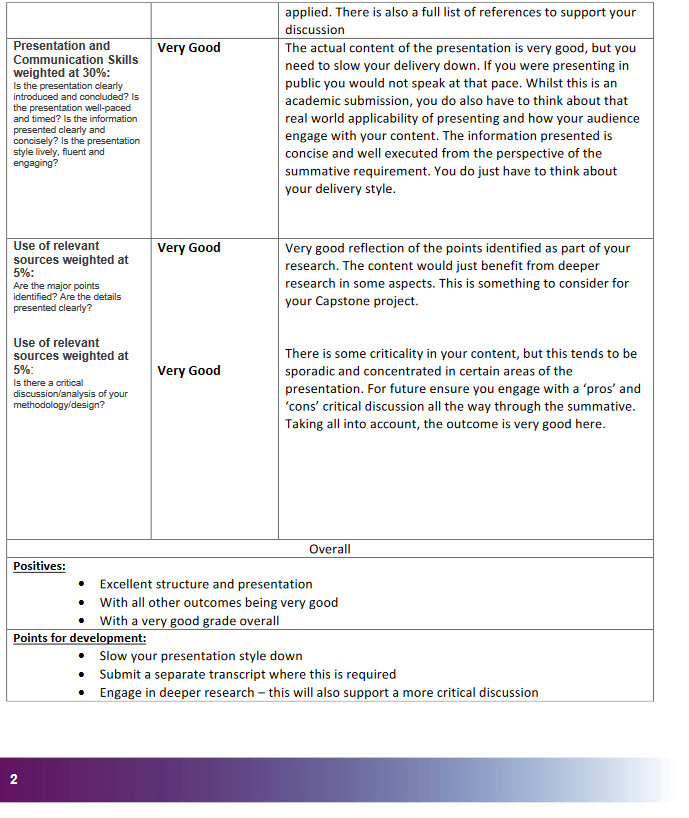 applied. There is also a full list of references to support your
discussion
Presentation and
Communication Skills
weighted at 30%:
Is the presentation clearly
introduced and concluded? Is
the presentation well-paced
and timed? Is the information
presented clearly and
concisely? Is the presentation
style lively, fluent and
engaging?
Very Good
The actual content of the presentation is very good, but you
need to slow your delivery down. If you were presenting in
public you would not speak at that pace. Whilst this is an
academic submission, you do also have to think about that
real world applicability of presenting and how your audience
engage with your content. The information presented is
concise and well executed from the perspective of the
summative requirement. You do just have to think about
your delivery style.
Use of relevant
sources weighted at
5%:
Are the major points
identified? Are the details
presented clearly?
Very Good
Very good reflection of the points identified as part of your
research. The content would just benefit from deeper
research in some aspects. This is something to consider for
your Capstone project.
Use of relevant
sources weighted at
5%:
Is there a critical
discussion/analysis of your
methodology/design?
Very Good
There is some criticality in your content, but this tends to be
sporadic and concentrated in certain areas of the
presentation. For future ensure you engage with a ‘pros’ and
‘cons’ critical discussion all the way through the summative.
Taking all into account, the outcome is very good here.
Overall
Positives:
• Excellent structure and presentation
• With all other outcomes being very good
• With a very good grade overall
Points for development:
• Slow your presentation style down
• Submit a separate transcript where this is required
• Engage in deeper research – this will also support a more critical discussion
2